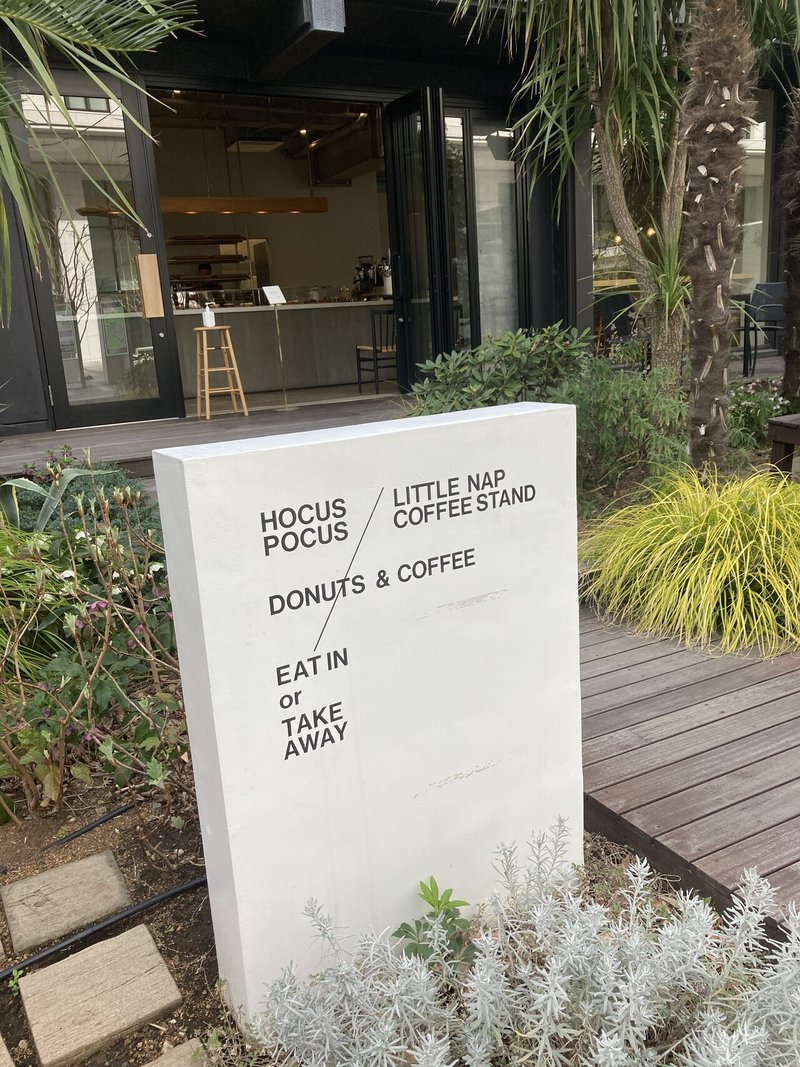 HOCUS
POCUS
LITTLE NAP
COFFEE STAND
DONUTS & COFFEE
EAT IN
or
TAKE
AWAY